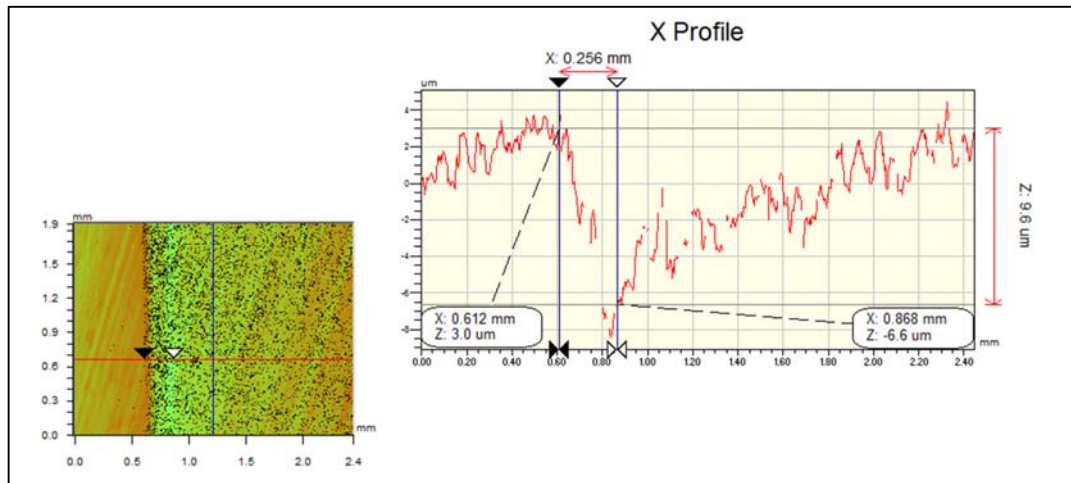 X Profile
X: 0.256 mm
um
4
2
0
-2
-4
-6
-8
X: 0.612 mm
Z: 3.0 um
X: 0.868 mm
Z: -6.6 um
Z: 9.6 um
0.00 0.20 0.40 0.60 0.80 1.00 1.20 1.40 1.60 1.80 2.00 2.20 2.40
mm
mm
1.9
1.5
1.2
0.9
0.6
0.3
0.0
mm
0.0 0.5 1.0 1.5 2.0 2.4